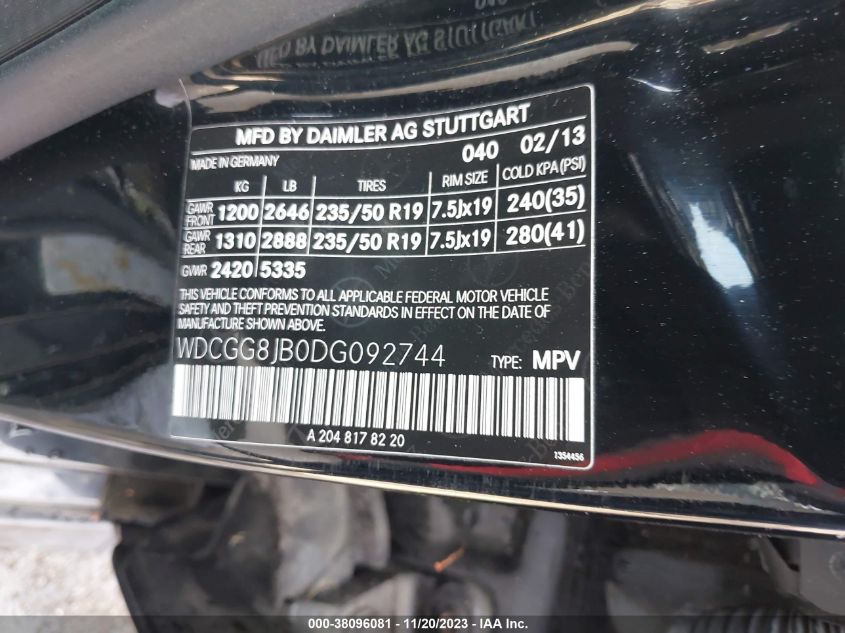 MFD BY DAIMLER AG STUTTGART
MADE IN GERMANY 040 02/13
KG LB TIRES RIM SIZE COLD KPA (PSI)
GAWR FRONT 1200 2646 235/50 R19 7.5Jx19 240(35)
GAWR REAR 1310 2888 235/50 R19 7.5Jx19 280(41)
GVWR 2420 5335
THIS VEHICLE CONFORMS TO ALL APPLICABLE FEDERAL MOTOR VEHICLE
SAFETY AND THEFT PREVENTION STANDARDS IN EFFECT ON THE DATE OF
MANUFACTURE SHOWN ABOVE.
WDCGG8JB0DG092744 TYPE: MPV
A 204 817 82 20
1354456
000-38096081 - 11/20/2023 - IAAI.com